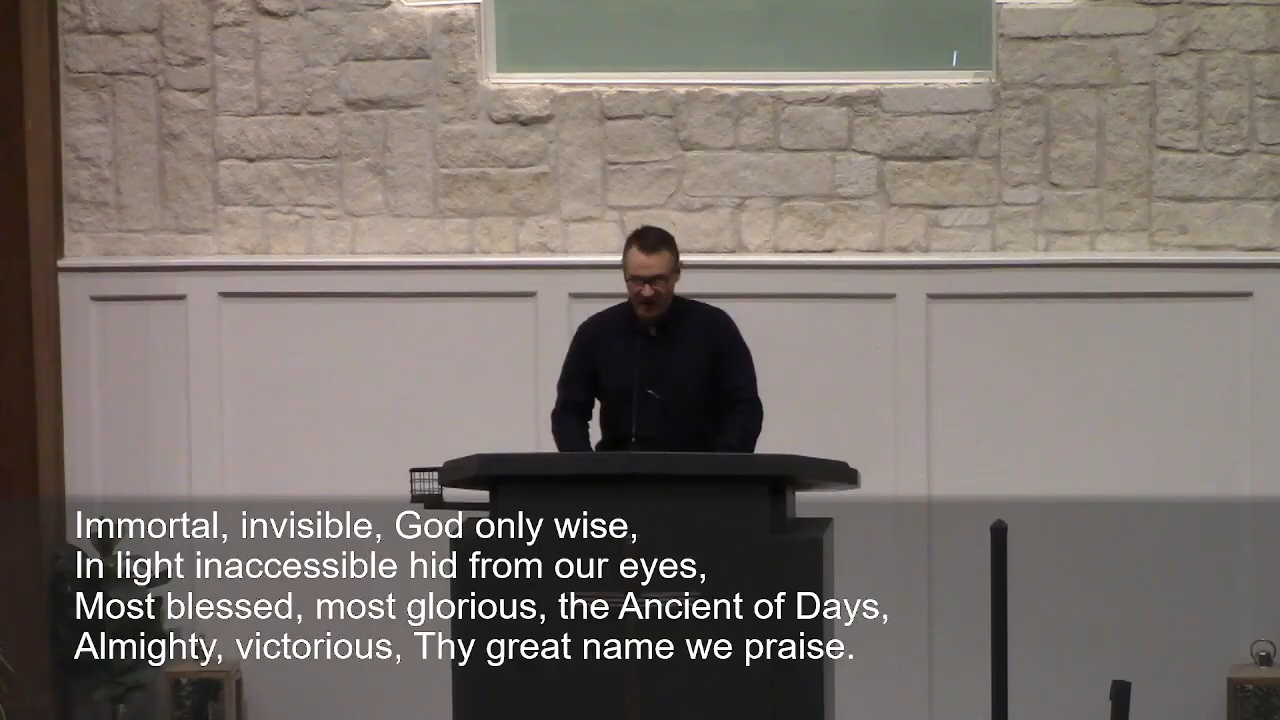 Immortal, invisible, God only wise,
In light inaccessible hid from our eyes,
Most blessed, most glorious, the Ancient of Days,
Almighty, victorious, Thy great name we praise.